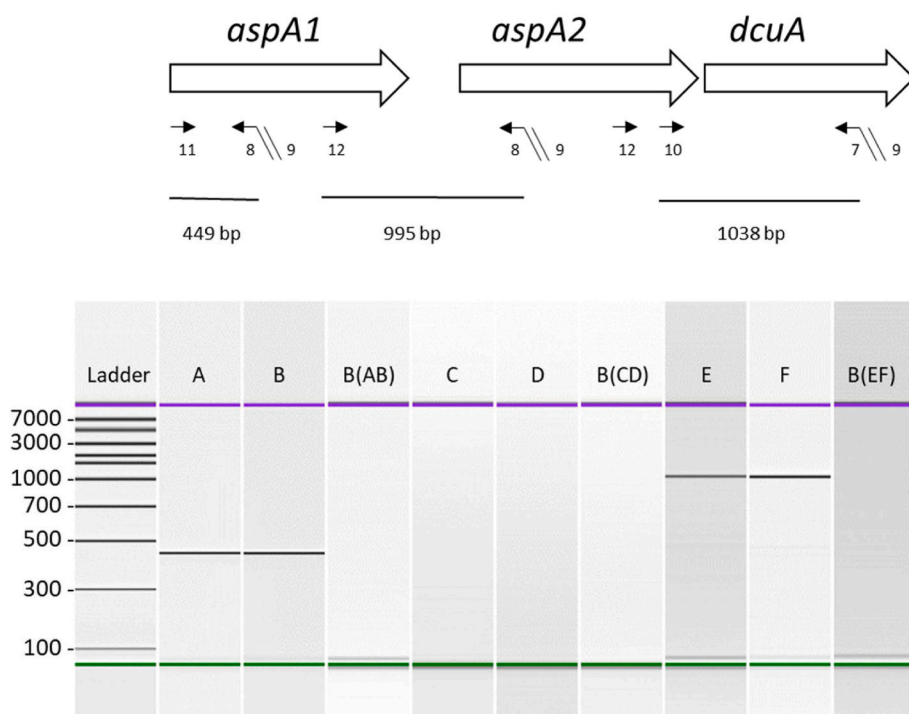 aspA1 aspA2 dcuA
11 8 9 12 8 9 12 10 7 9
449 bp 995 bp 1038 bp
Ladder A B B(AB) C D B(CD) E F B(EF)
7000 -
3000 -
1000 -
700 -
500 -
300 -
100 -